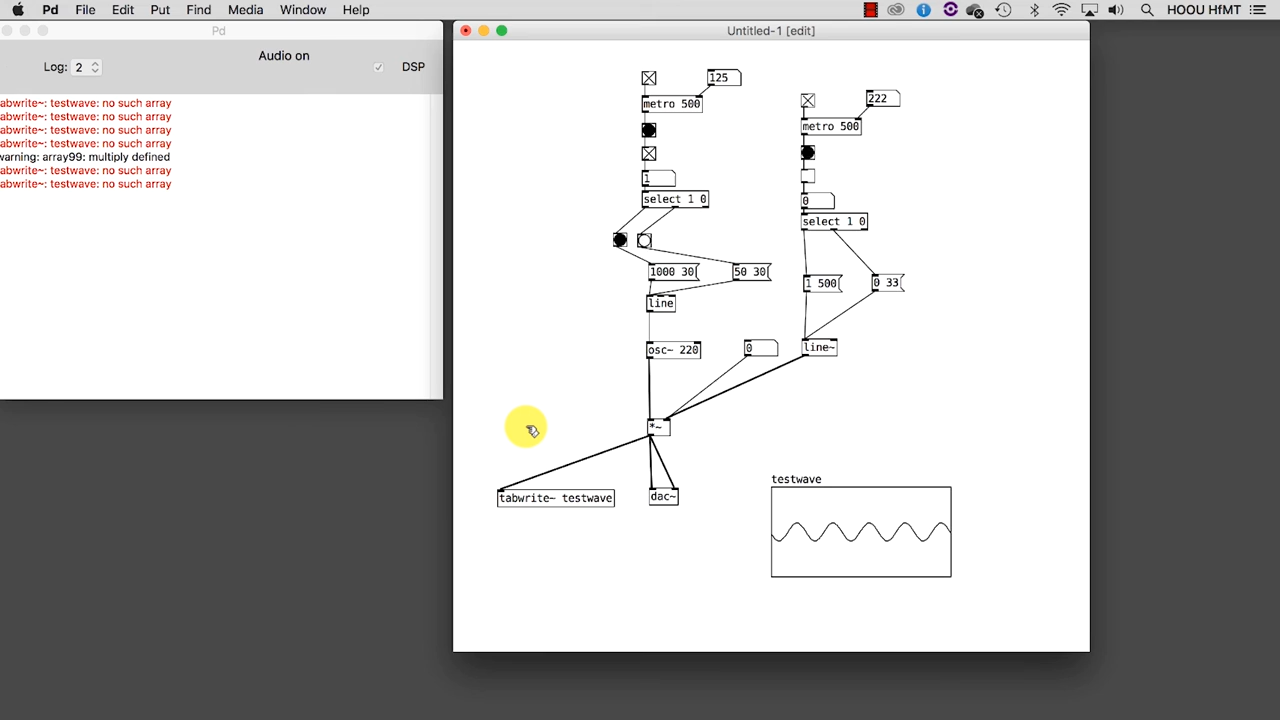 Pd File Edit Put Find Media Window Help HOOU HfMT
Pd
Untitled-1 [edit]
Audio on
Log: 2 DSP
abwrite~: testwave: no such array
abwrite~: testwave: no such array
abwrite~: testwave: no such array
abwrite~: testwave: no such array
warning: array99: multiply defined
abwrite~: testwave: no such array
abwrite~: testwave: no such array
125
metro 500
222
metro 500
1
select 1 0
0
select 1 0
1000 30
50 30
1 500
0 33
line
osc~ 220
0
line~
*~
tabwrite~ testwave
dac~
testwave